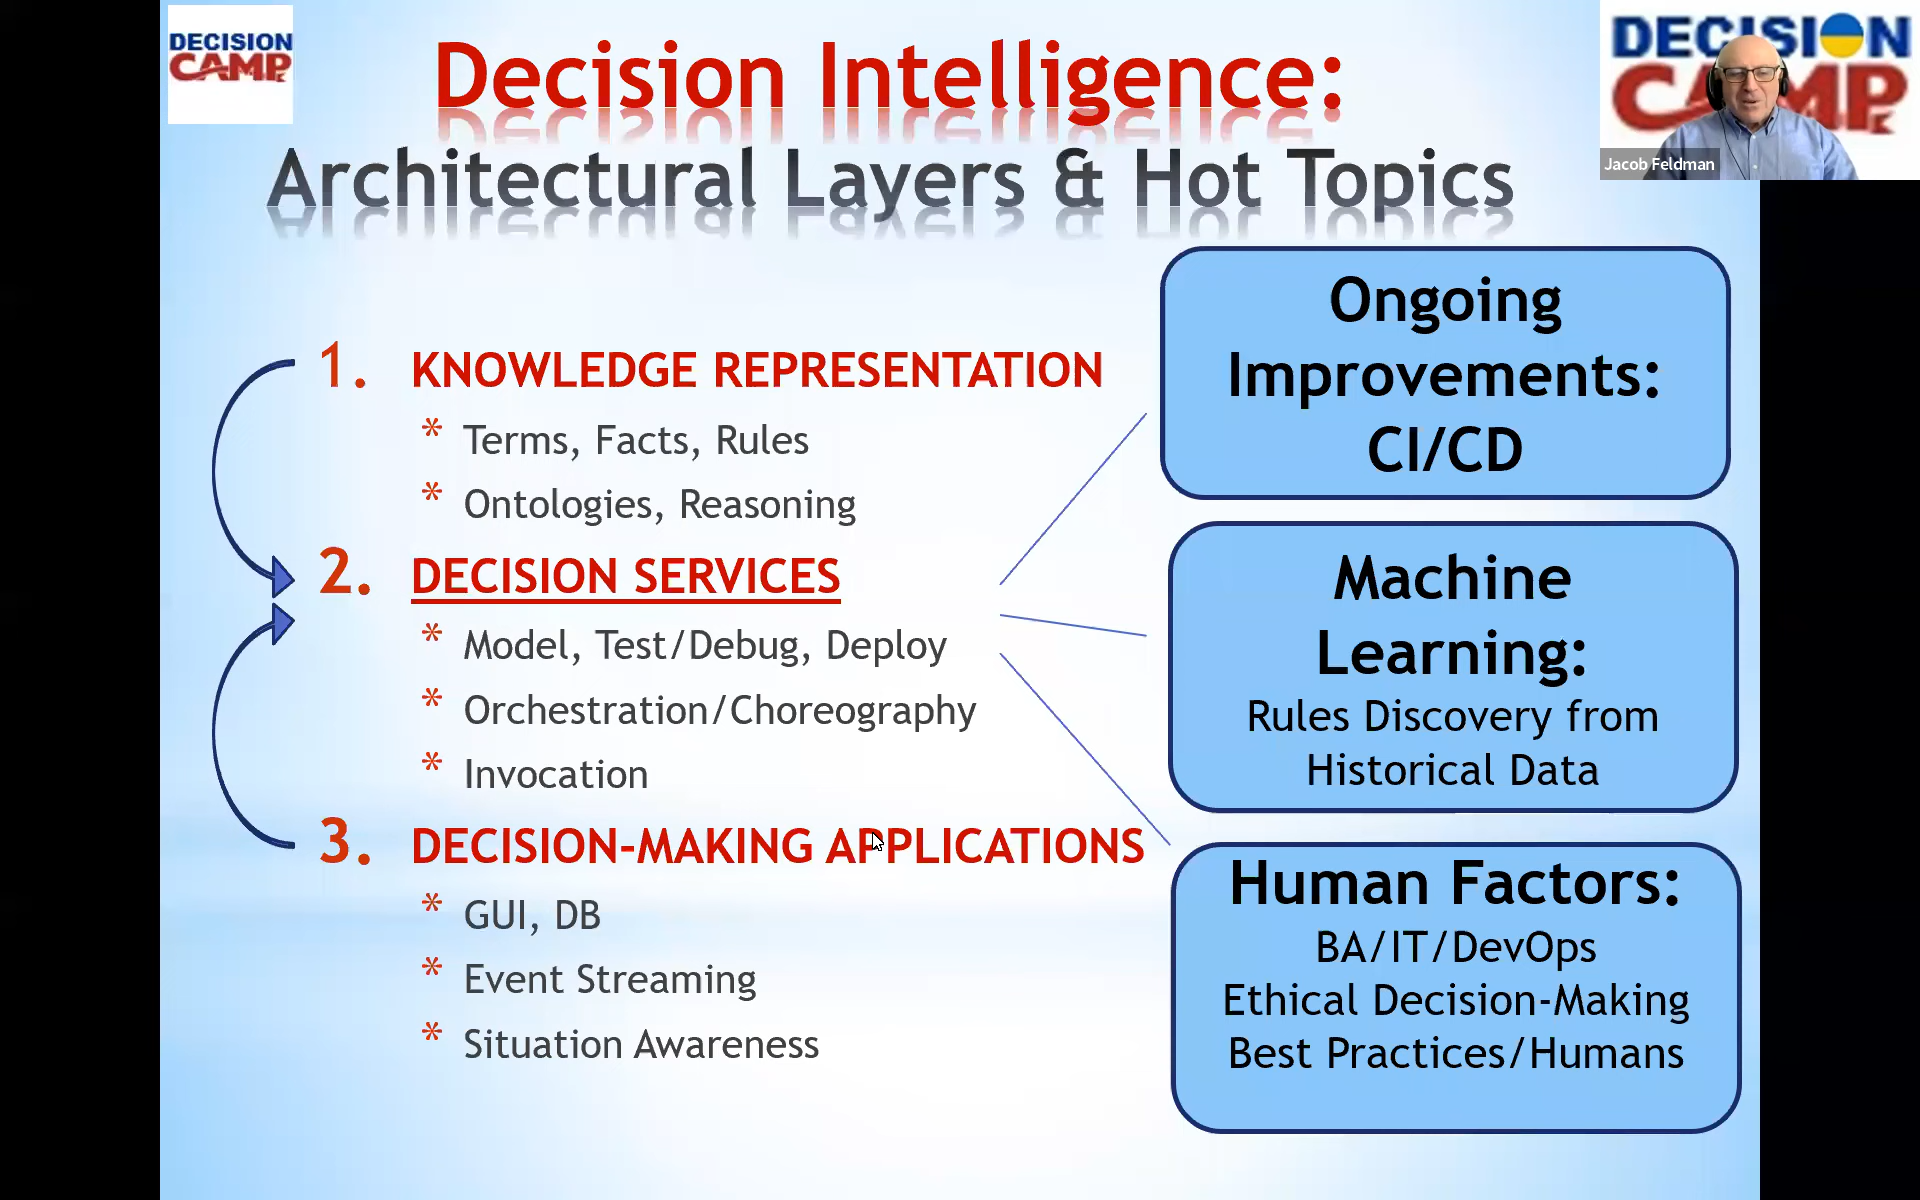 DECISION
CAMP
Decision Intelligence:
Architectural Layers & Hot Topics
DECISION
CAMP
Jacob Feldman
1. KNOWLEDGE REPRESENTATION
* Terms, Facts, Rules
* Ontologies, Reasoning
2. DECISION SERVICES
* Model, Test/Debug, Deploy
* Orchestration/Choreography
* Invocation
3. DECISION-MAKING APPLICATIONS
* GUI, DB
* Event Streaming
* Situation Awareness
Ongoing
Improvements:
CI/CD
Machine
Learning:
Rules Discovery from
Historical Data
Human Factors:
BA/IT/DevOps
Ethical Decision-Making
Best Practices/Humans